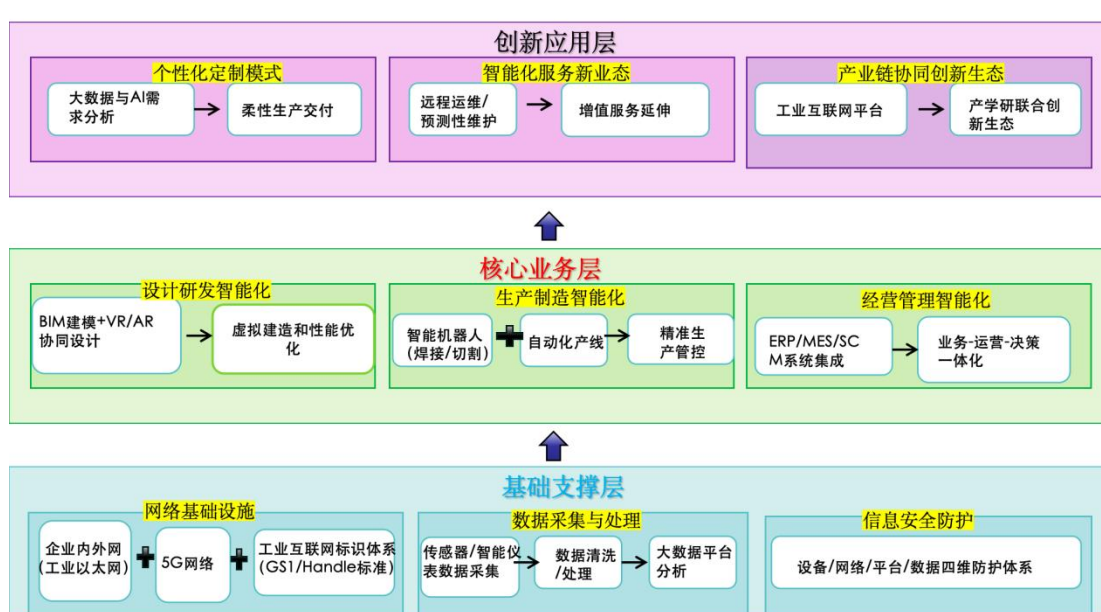 创新应用层
个性化定制模式
大数据与AI需
求分析
柔性生产交付
智能化服务新业态
远程运维/
预测性维护
增值服务延伸
产业链协同创新生态
工业互联网平台
产学研联合创
新生态
核心业务层
设计研发智能化
BIM建模+VR/AR
协同设计
虚拟建造和性能优
化
生产制造智能化
智能机器人
(焊接/切割)
自动化产线
精准生
产管控
经营管理智能化
ERP/MES/SC
M系统集成
业务-运营-决策
一体化
基础支撑层
网络基础设施
企业内外网
(工业以太网)
5G网络
工业互联网标识体系
(GS1/Handle标准)
数据采集与处理
传感器/智能仪
表数据采集
数据清洗
/处理
大数据平台
分析
信息安全防护
设备/网络/平台/数据四维防护体系